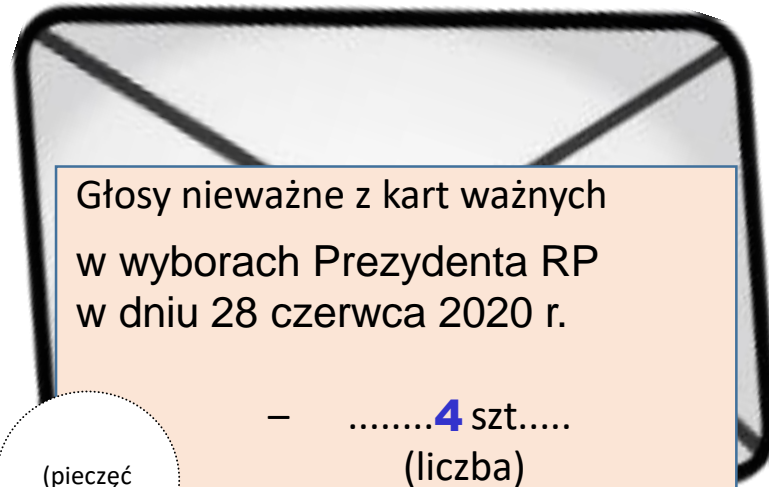 Głosy nieważne z kart ważnych
w wyborach Prezydenta RP
w dniu 28 czerwca 2020 r.
– ........4 szt.....
(liczba)
(pieczęć